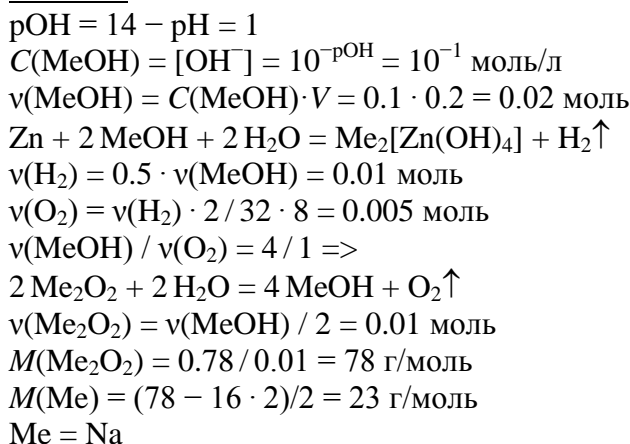 pOH = 14 − pH = 1
C(MeOH) = [OH⁻] = 10⁻ᵖᴼᴴ = 10⁻¹ моль/л
ν(MeOH) = C(MeOH)·V = 0.1 · 0.2 = 0.02 моль
Zn + 2 MeOH + 2 H₂O = Me₂[Zn(OH)₄] + H₂↑
ν(H₂) = 0.5 · ν(MeOH) = 0.01 моль
ν(O₂) = ν(H₂) · 2 / 32 · 8 = 0.005 моль
ν(MeOH) / ν(O₂) = 4 / 1 =>
2 Me₂O₂ + 2 H₂O = 4 MeOH + O₂↑
ν(Me₂O₂) = ν(MeOH) / 2 = 0.01 моль
M(Me₂O₂) = 0.78 / 0.01 = 78 г/моль
M(Me) = (78 − 16 · 2)/2 = 23 г/моль
Me = Na